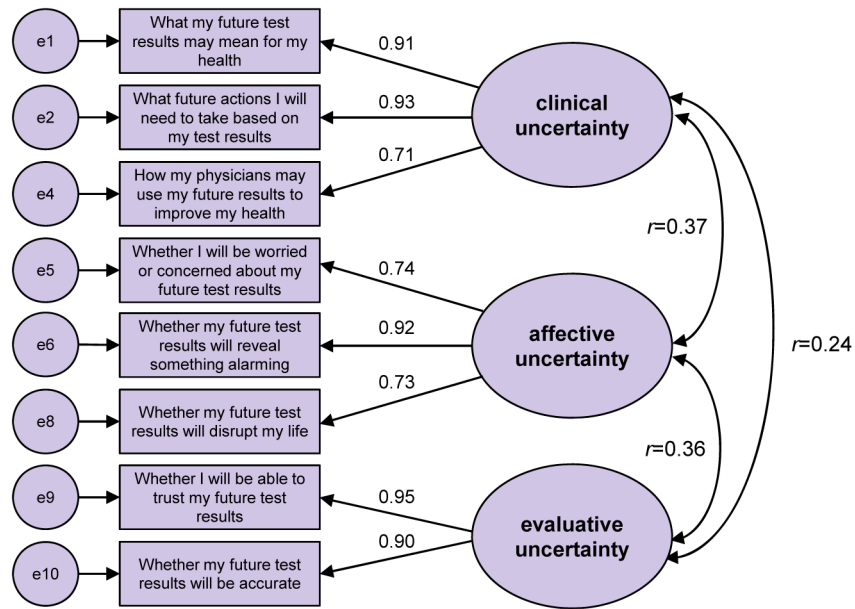 e1
What my future test
results may mean for my
health
0.91
clinical
uncertainty
e2
What future actions I will
need to take based on
my test results
0.93
e4
How my physicians may
use my future results to
improve my health
0.71
r=0.37
e5
Whether I will be worried
or concerned about my
future test results
0.74
affective
uncertainty
e6
Whether my future test
results will reveal
something alarming
0.92
r=0.24
e8
Whether my future test
results will disrupt my life
0.73
r=0.36
e9
Whether I will be able to
trust my future test
results
0.95
evaluative
uncertainty
e10
Whether my future test
results will be accurate
0.90